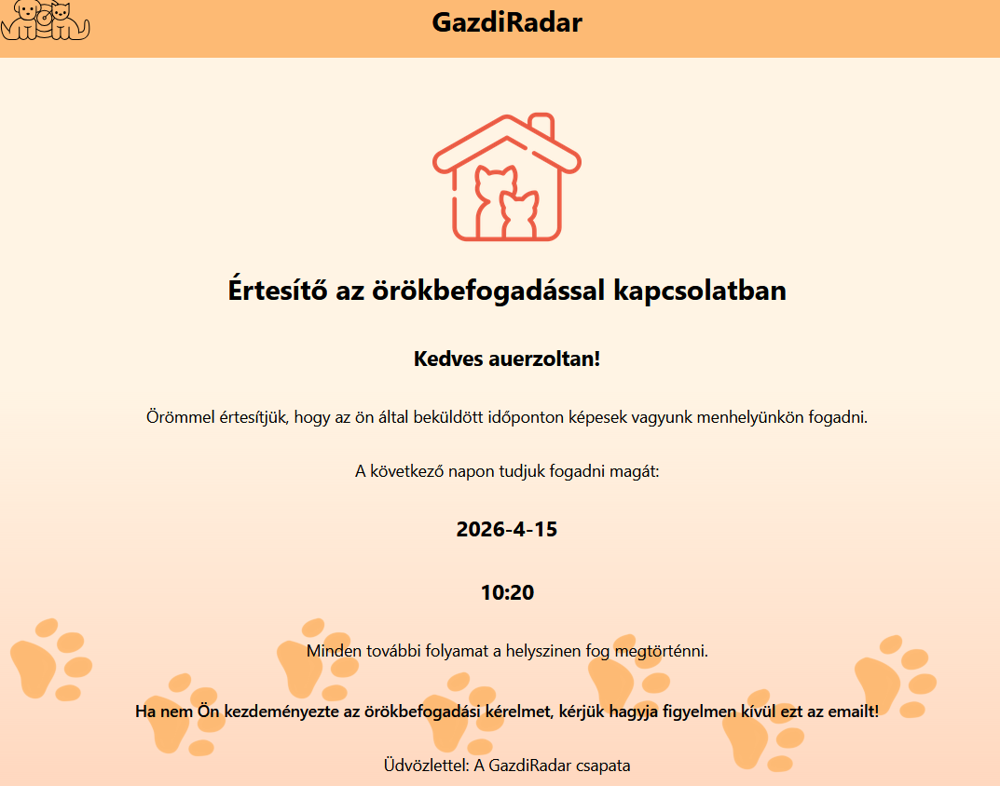 GazdiRadar
Értesítő az örökbefogadással kapcsolatban
Kedves auerzoltan!
Örömmel értesítjük, hogy az ön által beküldött időponton képesek vagyunk menhelyünkön fogadni.
A következő napon tudjuk fogadni magát:
2026-4-15
10:20
Minden további folyamat a helyszinen fog megtörténni.
Ha nem Ön kezdeményezte az örökbefogadási kérelmet, kérjük hagyja figyelmen kívül ezt az emailt!
Üdvözlettel: A GazdiRadar csapata